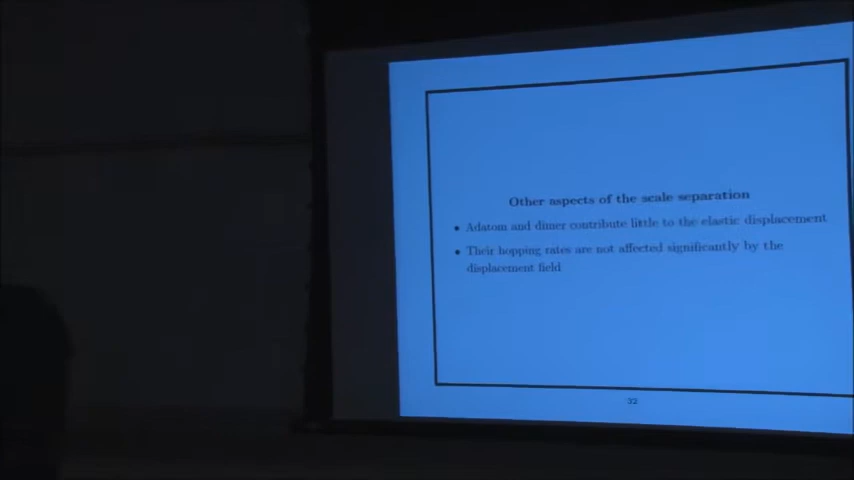 Other aspects of the scale separation
• Adatom and dimer contribute little to the elastic displacement
• Their hopping rates are not affected significantly by the
displacement field
22